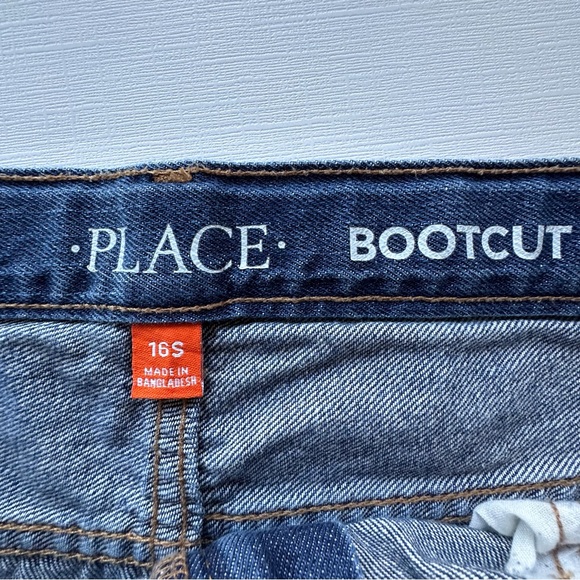 ·PLACE· BOOTCUT
16S
MADE IN
BANGLADESH